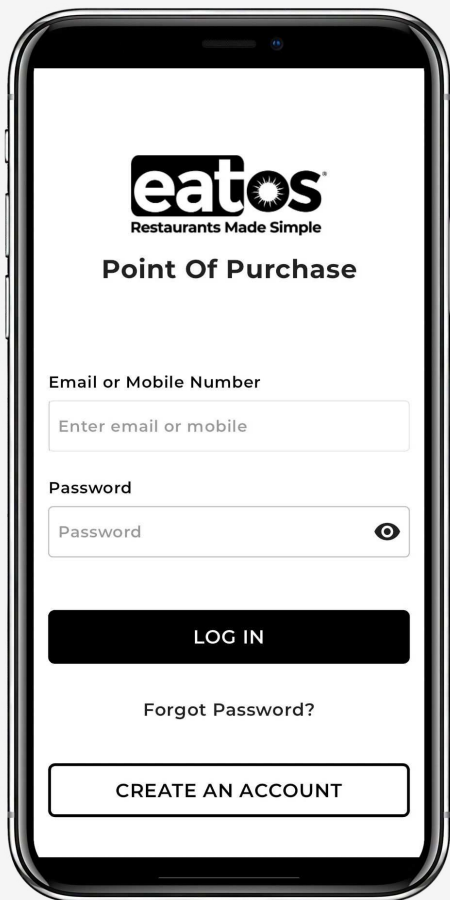 eatos®
Restaurants Made Simple
Point Of Purchase
Email or Mobile Number
Enter email or mobile
Password
Password
LOG IN
Forgot Password?
CREATE AN ACCOUNT